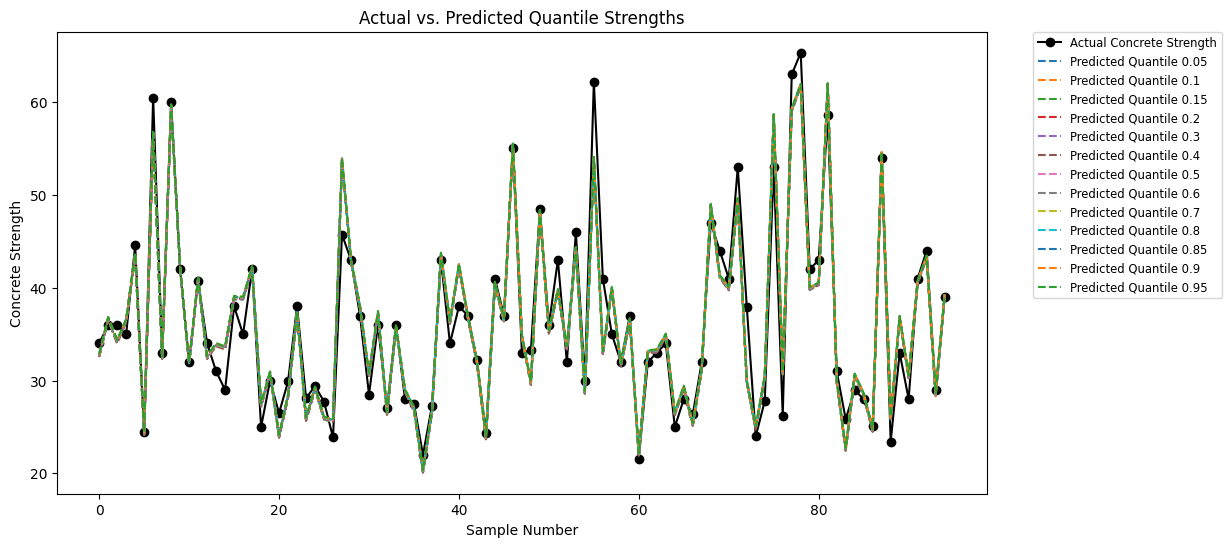 Actual vs. Predicted Quantile Strengths
Concrete Strength
60
50
40
30
20
0
20
40
60
80
Sample Number
Actual Concrete Strength
Predicted Quantile 0.05
Predicted Quantile 0.1
Predicted Quantile 0.15
Predicted Quantile 0.2
Predicted Quantile 0.3
Predicted Quantile 0.4
Predicted Quantile 0.5
Predicted Quantile 0.6
Predicted Quantile 0.7
Predicted Quantile 0.8
Predicted Quantile 0.85
Predicted Quantile 0.9
Predicted Quantile 0.95